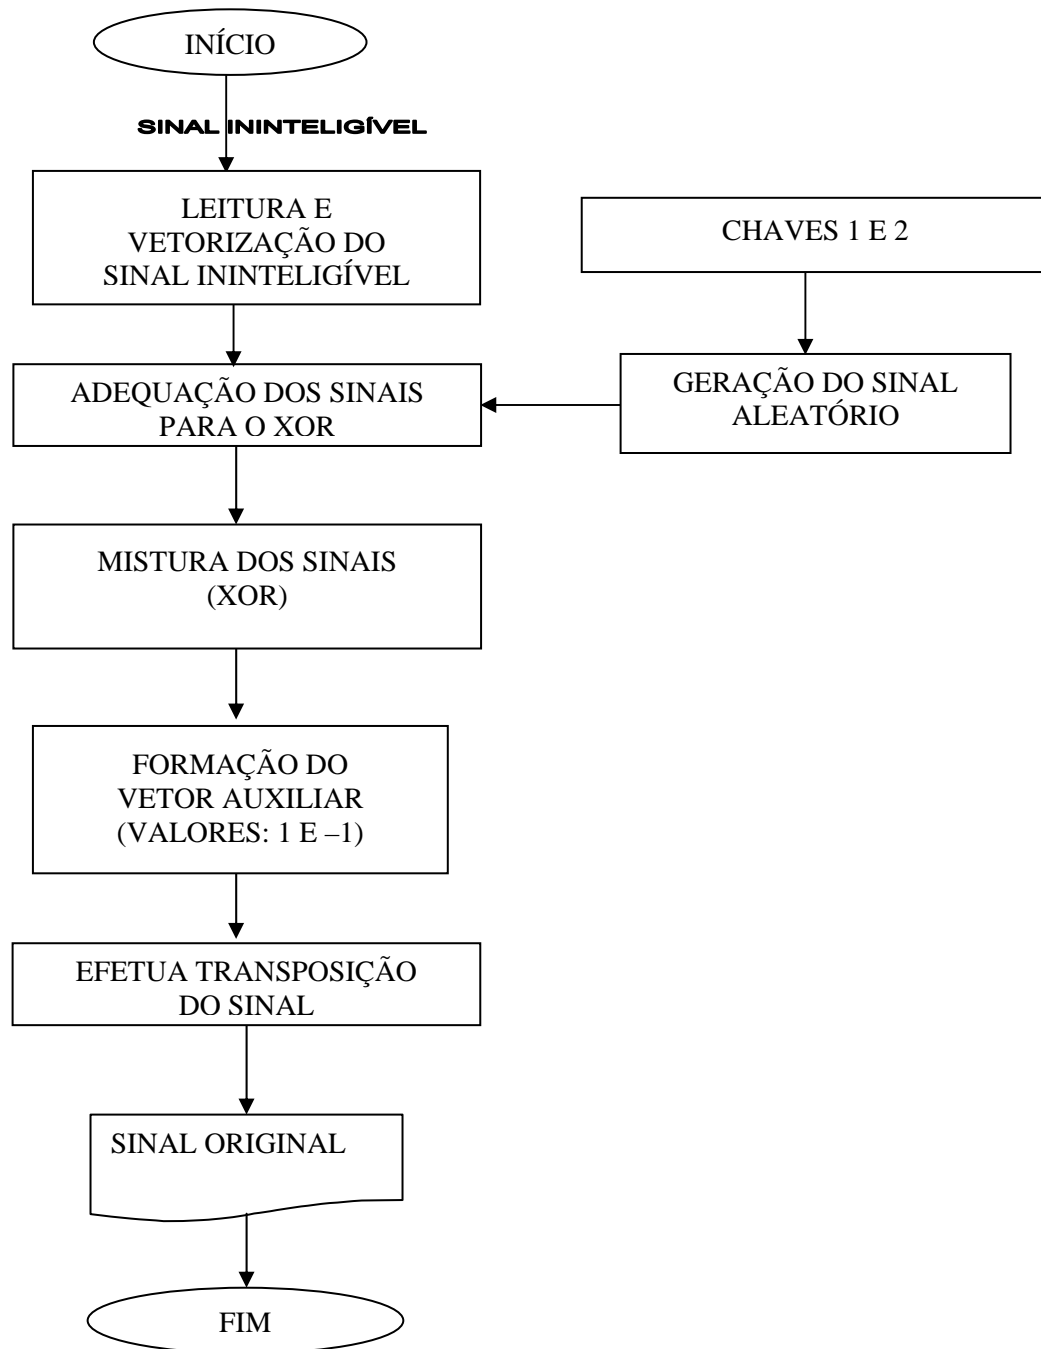 INÍCIO
SINAL ININTELIGÍVEL
LEITURA E
VETORIZAÇÃO DO
SINAL ININTELIGÍVEL
CHAVES 1 E 2
ADEQUAÇÃO DOS SINAIS
PARA O XOR
GERAÇÃO DO SINAL
ALEATÓRIO
MISTURA DOS SINAIS
(XOR)
FORMAÇÃO DO
VETOR AUXILIAR
(VALORES: 1 E –1)
EFETUA TRANSPOSIÇÃO
DO SINAL
SINAL ORIGINAL
FIM